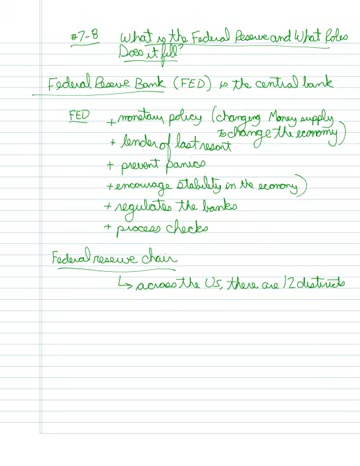 #7-8 What is the Federal Reserve and What Roles
Does it fill?
Federal Reserve Bank (FED) is the central bank
FED + monetary policy (changing Money supply
to change the economy)
+ lender of last resort
+ prevent panics
+ encourage stability in the economy)
+ regulates the banks
+ process checks
Federal reserve chair
↳ across the US, there are 12 districts